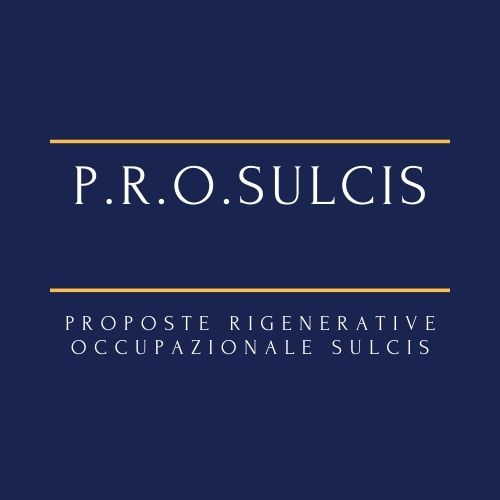 P.R.O.SULCIS
PROPOSTE RIGENERATIVE
OCCUPAZIONALE SULCIS